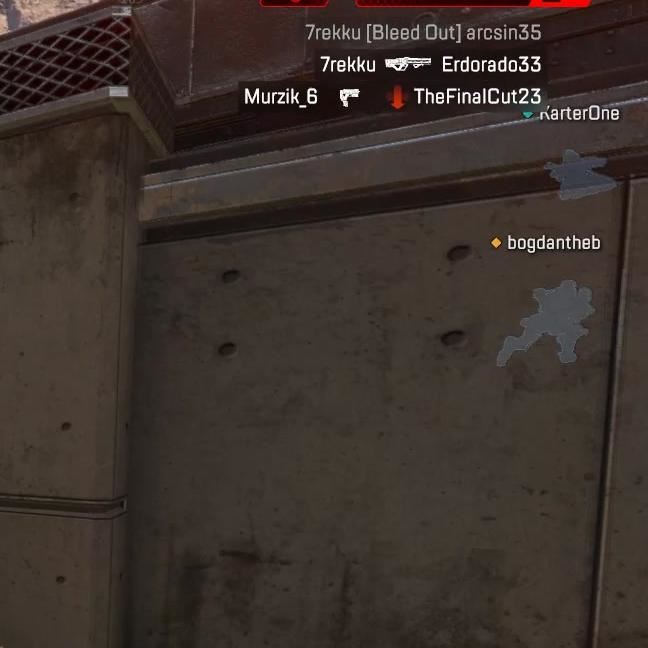 7rekku [Bleed Out] arcsin35
7rekku Erdorado33
Murzik_6 TheFinalCut23
KarterOne
bogdantheb